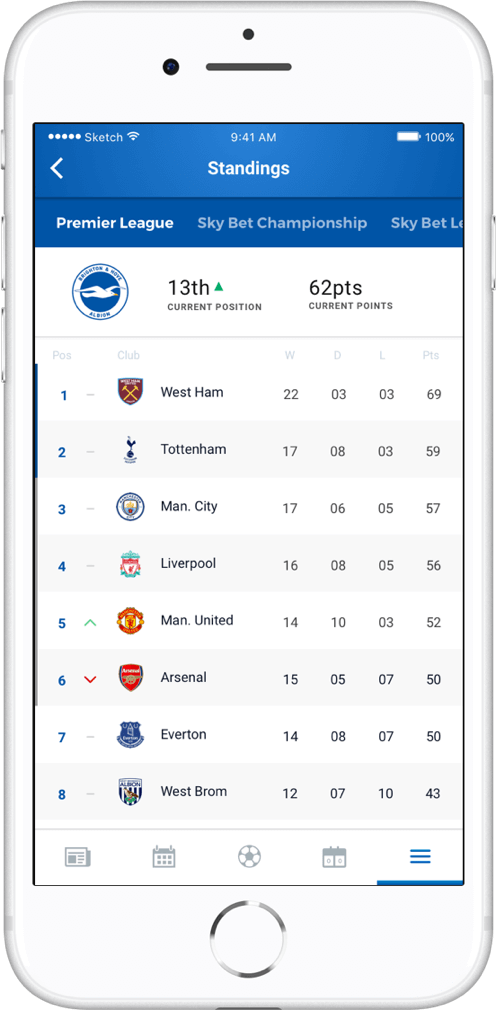 ●●●●● Sketch 9:41 AM 100%
Standings
Premier League Sky Bet Championship Sky Bet Le
BRIGHTON & HOVE ALBION
13th 62pts
CURRENT POSITION CURRENT POINTS
Pos Club W D L Pts
1 – West Ham 22 03 03 69
2 – Tottenham 17 08 03 59
3 – Man. City 17 06 05 57
4 – Liverpool 16 08 05 56
5 Man. United 14 10 03 52
6 Arsenal Arsenal 15 05 07 50
7 – Everton Everton 14 08 07 50
8 – ALBION West Brom 12 07 10 43